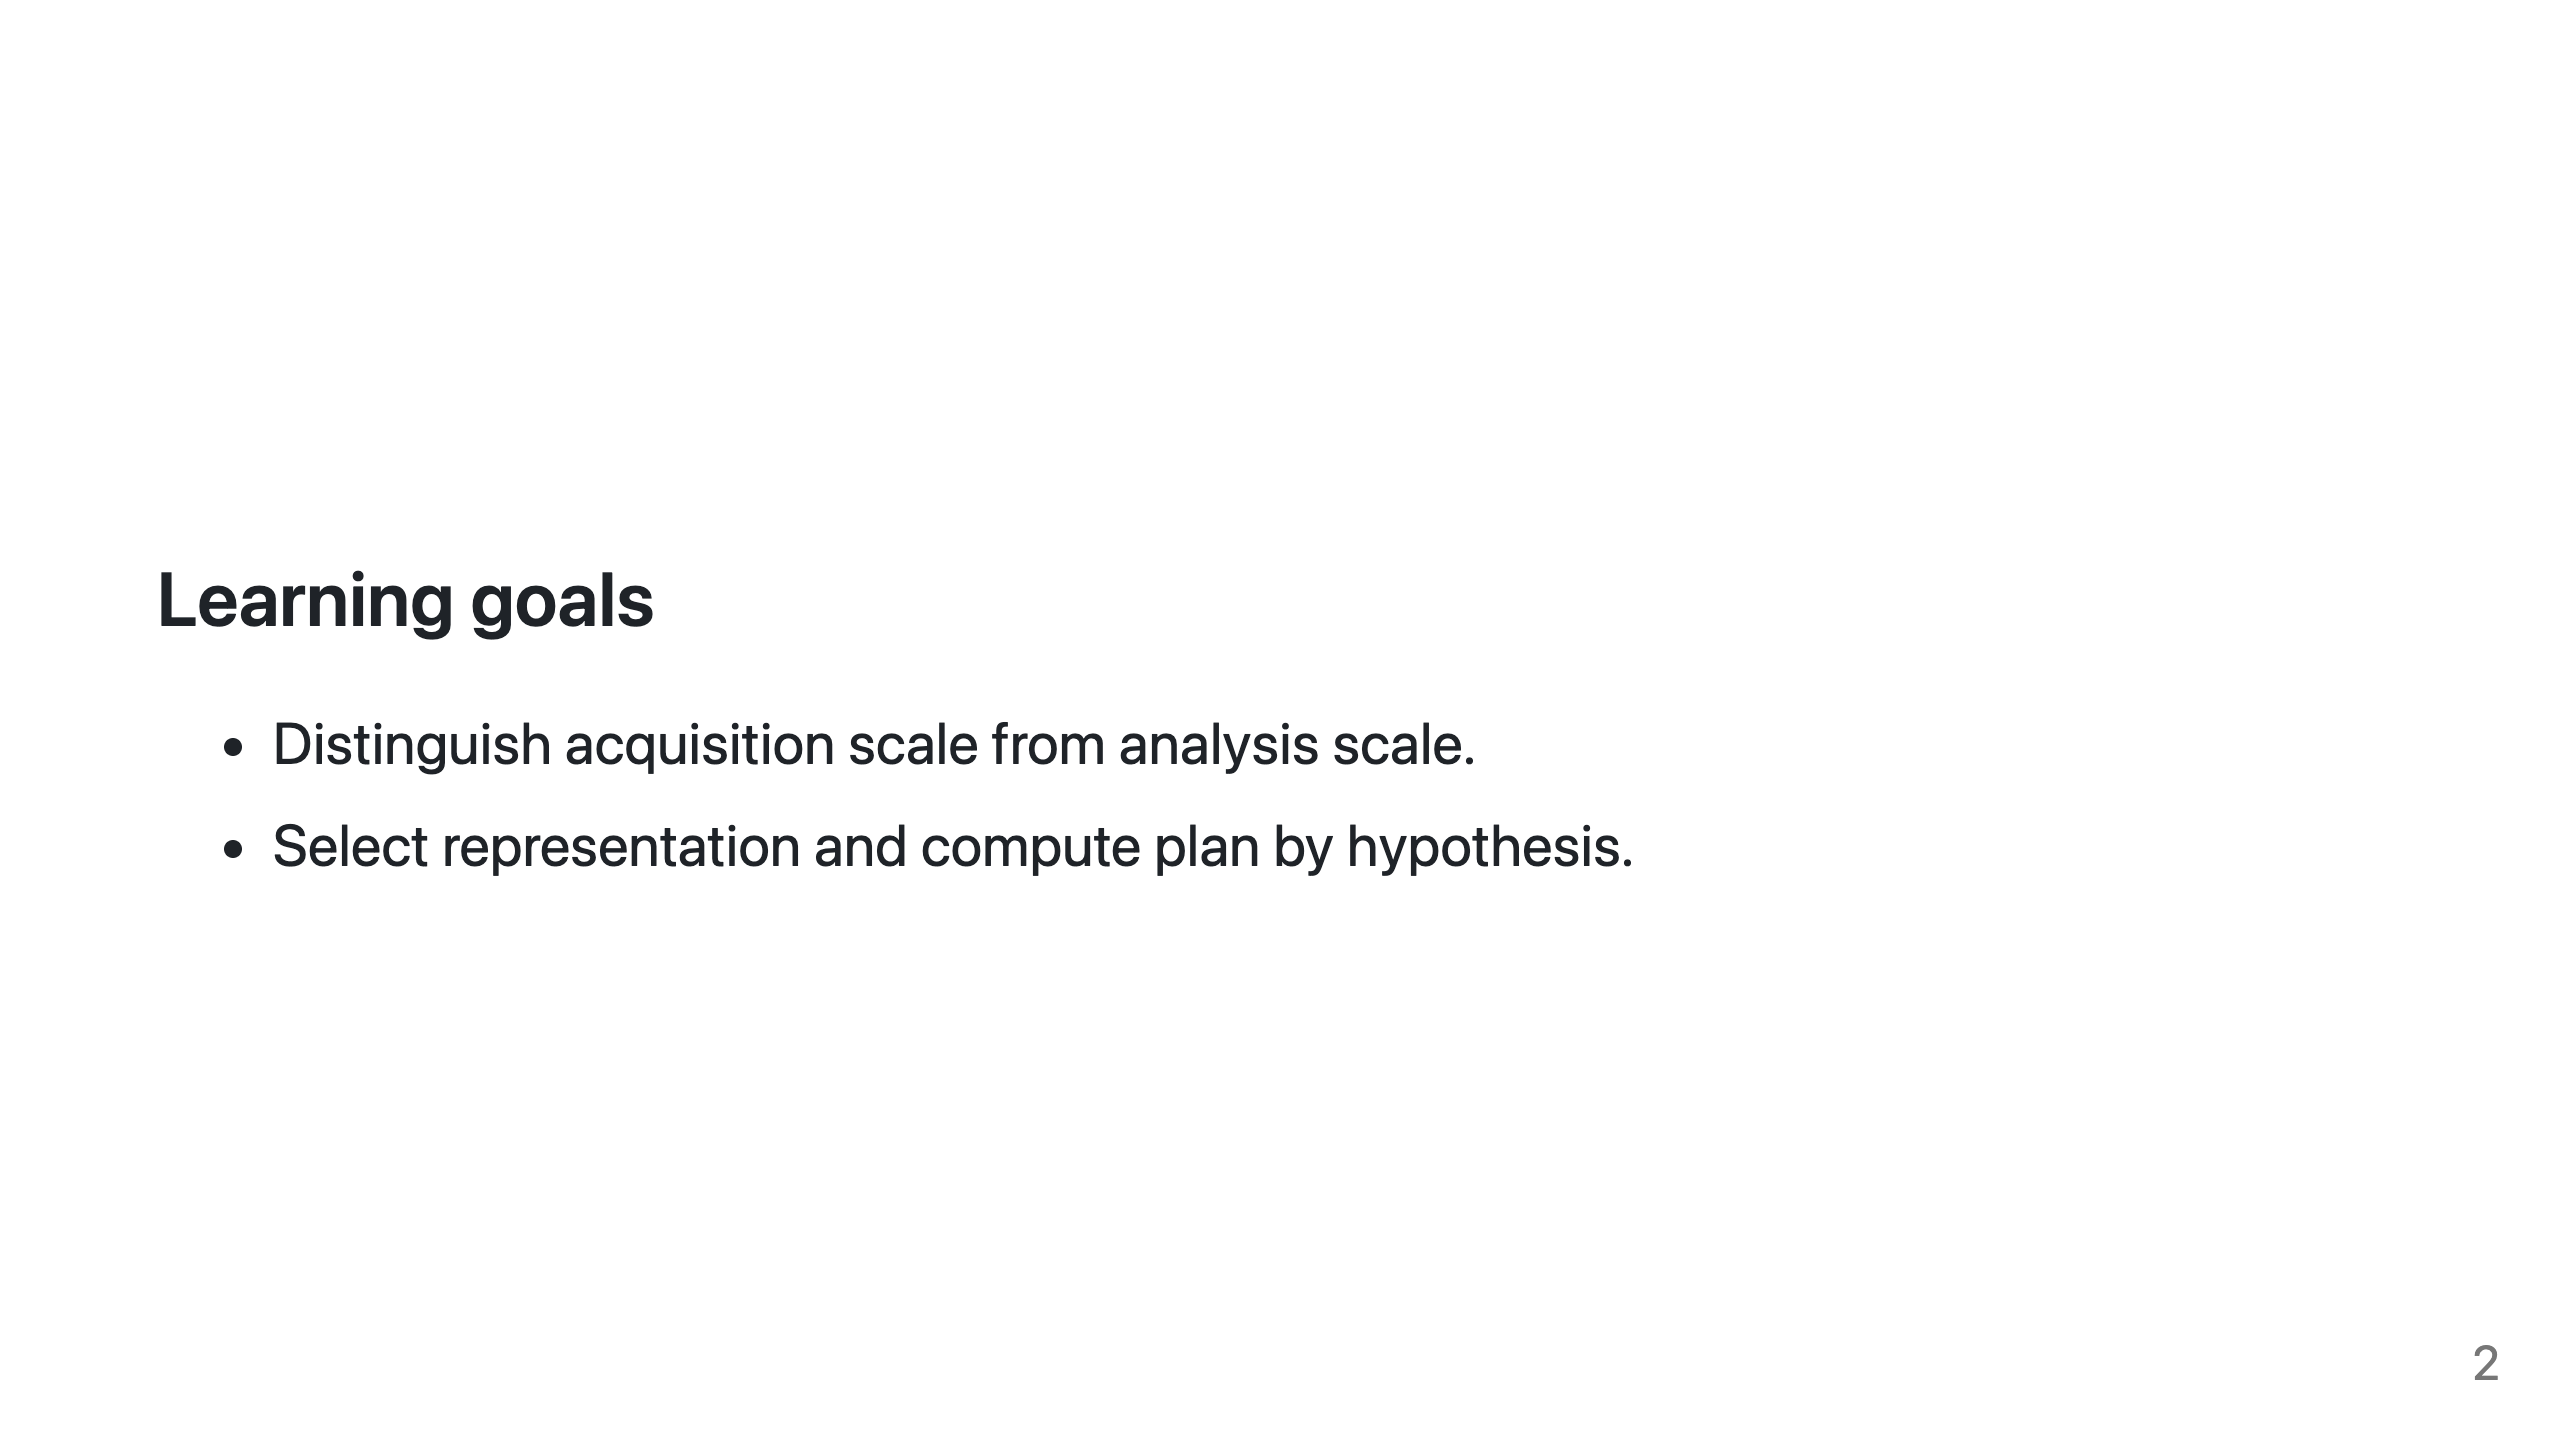 Learning goals
• Distinguish acquisition scale from analysis scale.
• Select representation and compute plan by hypothesis.
2